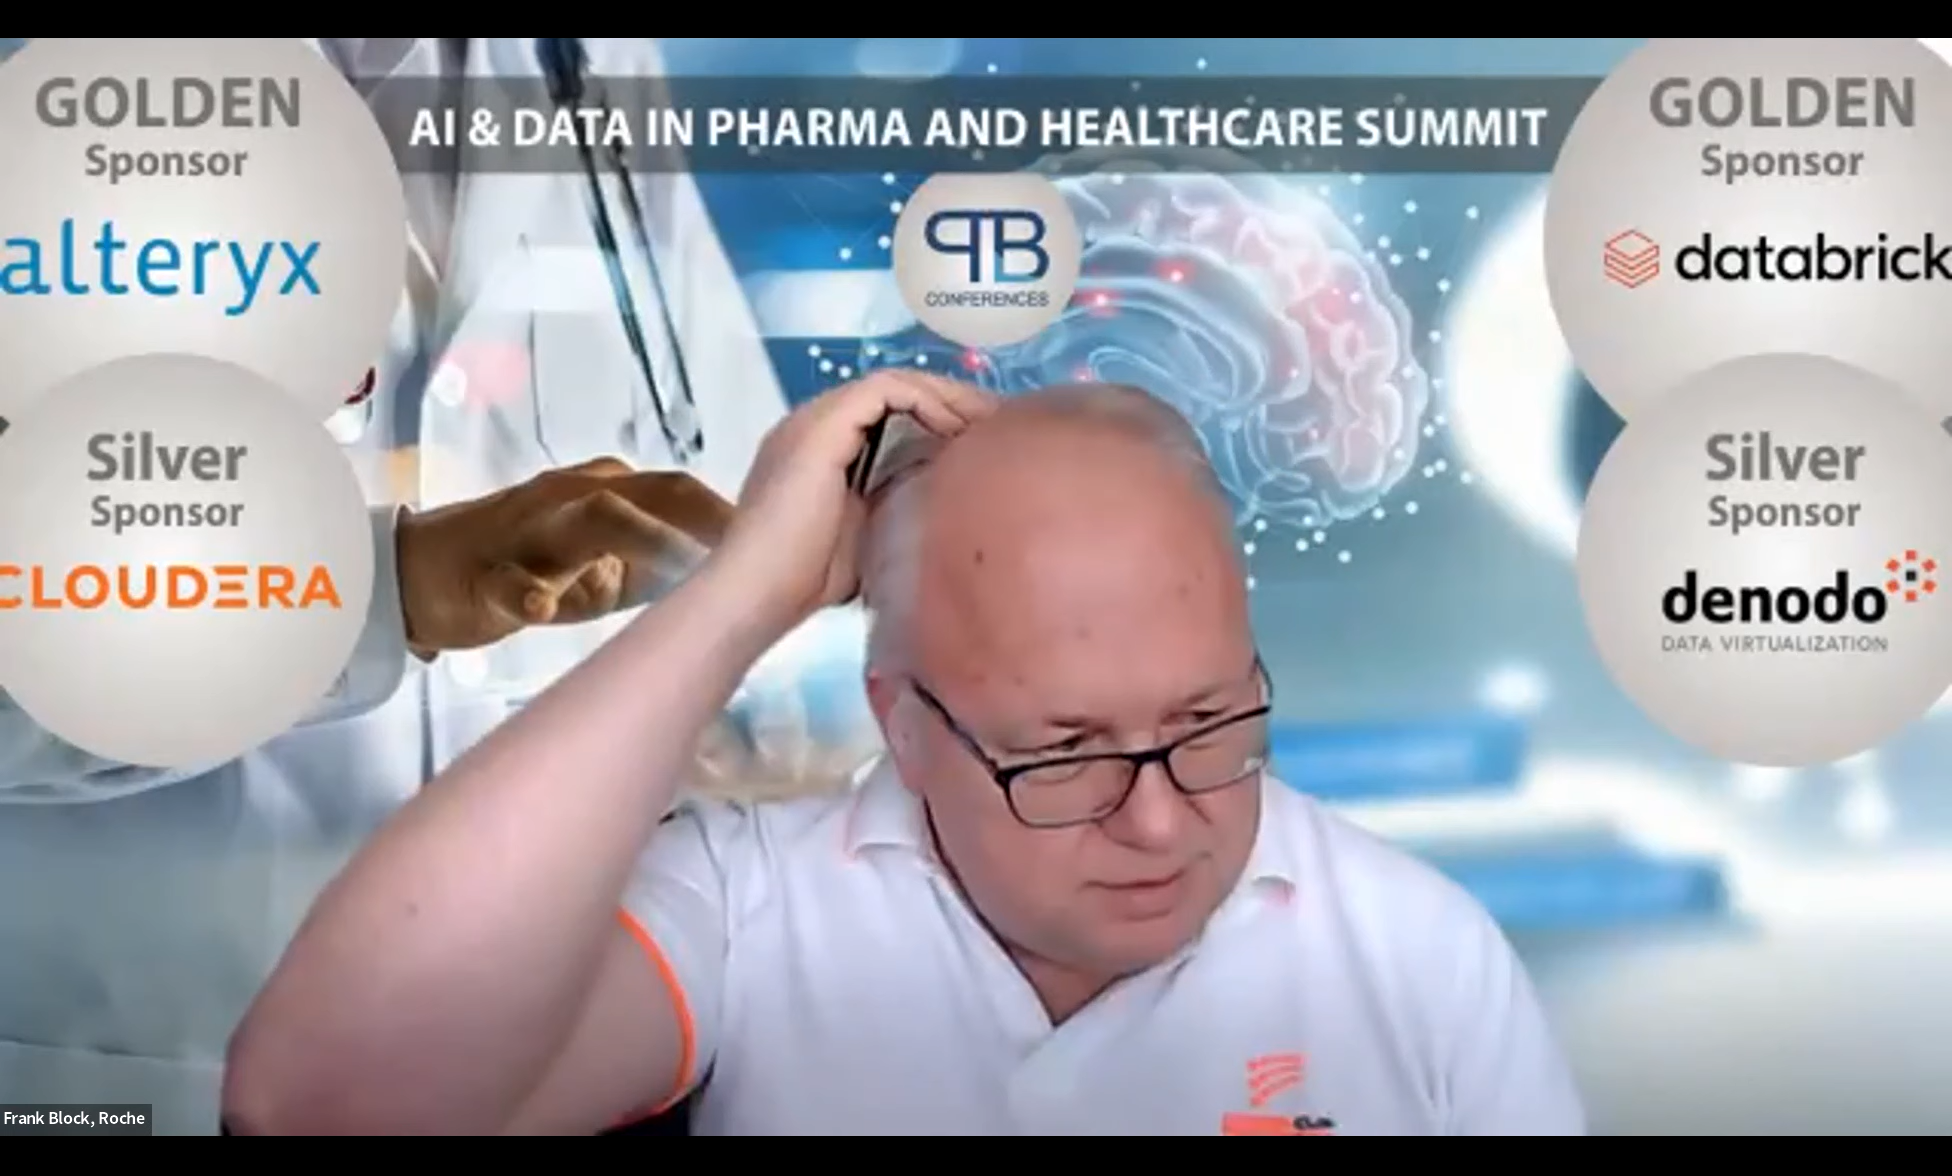 AI & DATA IN PHARMA AND HEALTHCARE SUMMIT
GOLDEN
Sponsor
alteryx
Silver
Sponsor
CLOUDERA
PB
CONFERENCES
GOLDEN
Sponsor
databrick
Silver
Sponsor
denodo
DATA VIRTUALIZATION
Frank Block, Roche